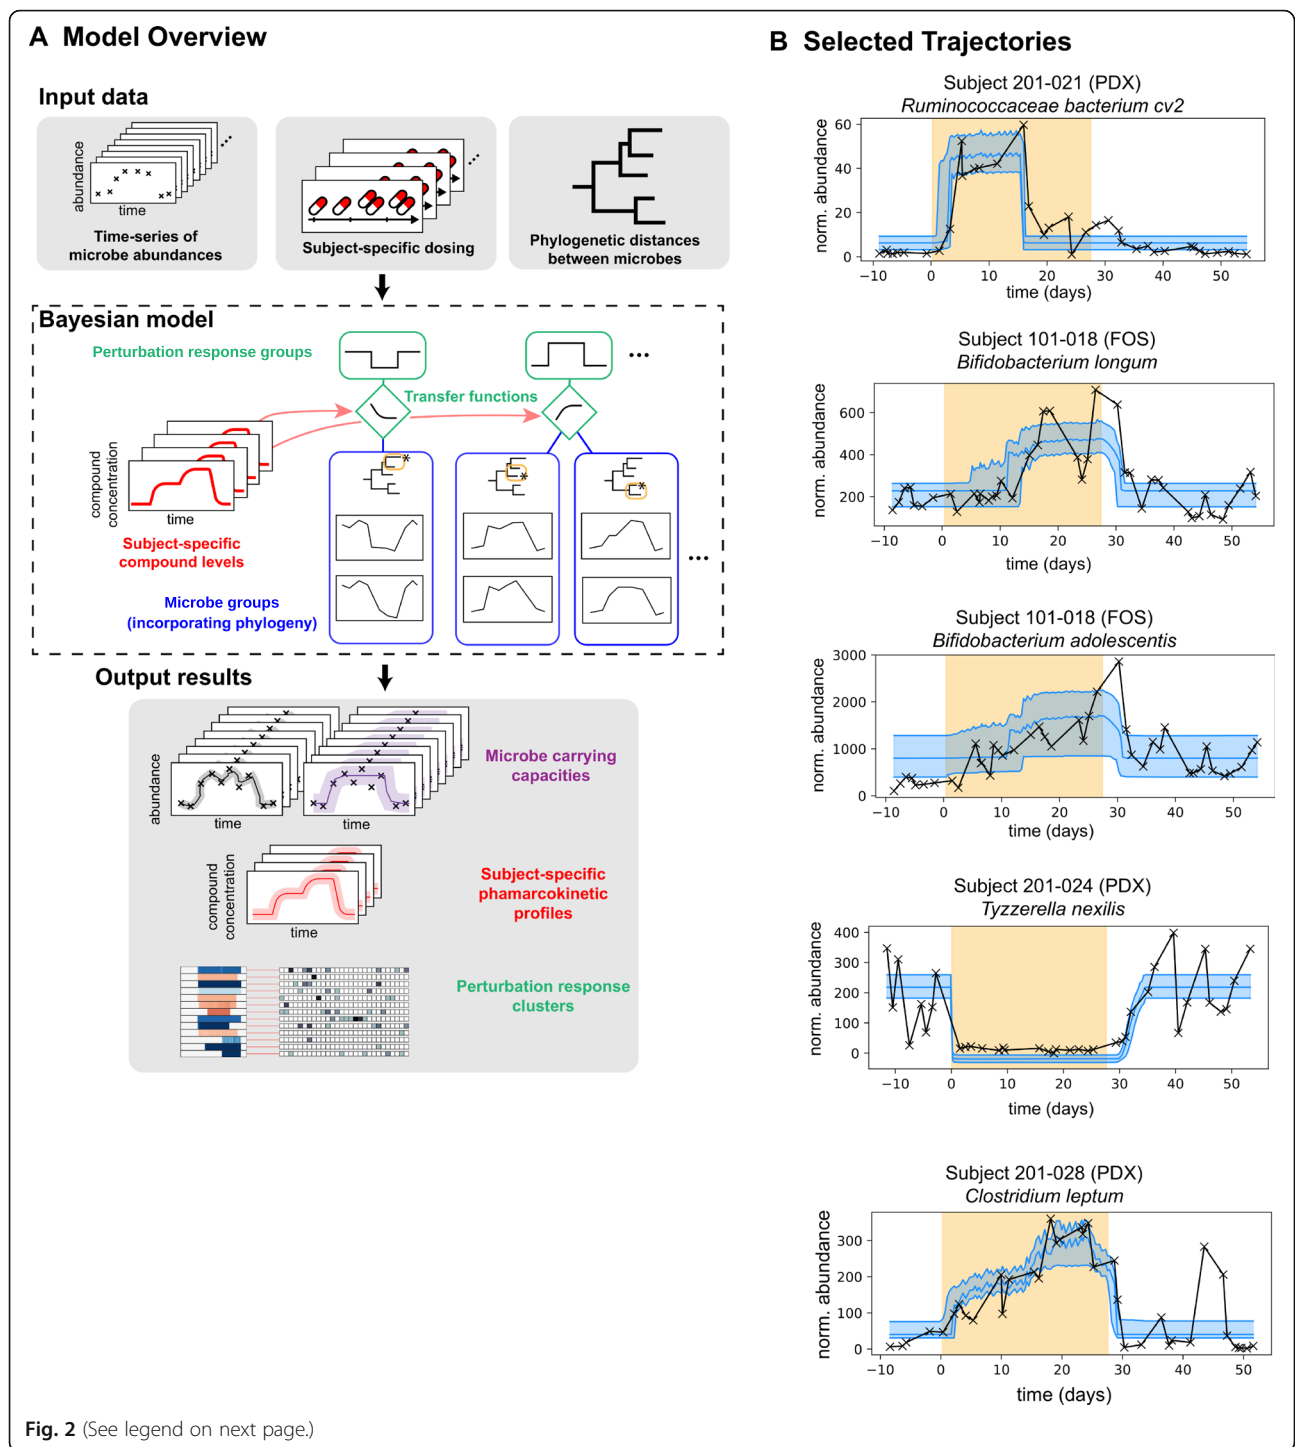 A Model Overview
Input data
abundance
time
Time-series of
microbe abundances
Subject-specific dosing
Phylogenetic distances
between microbes
Bayesian model
Perturbation response groups
Transfer functions
compound
concentration
time
Subject-specific
compound levels
Microbe groups
(incorporating phylogeny)
*
*
*
Output results
abundance
time
time
Microbe carrying
capacities
compound
concentration
time
Subject-specific
phamarcokinetic
profiles
Perturbation response
clusters
B Selected Trajectories
Subject 201-021 (PDX)
Ruminococcaceae bacterium cv2
norm. abundance
60
40
20
0
−10 0 10 20 30 40 50
time (days)
Subject 101-018 (FOS)
Bifidobacterium longum
norm. abundance
600
400
200
−10 0 10 20 30 40 50
time (days)
Subject 101-018 (FOS)
Bifidobacterium adolescentis
norm. abundance
3000
2000
1000
0
−10 0 10 20 30 40 50
time (days)
Subject 201-024 (PDX)
Tyzzerella nexilis
norm. abundance
400
300
200
100
0
−10 0 10 20 30 40 50
time (days)
Subject 201-028 (PDX)
Clostridium leptum
norm. abundance
300
200
100
0
−10 0 10 20 30 40 50
time (days)
Fig. 2 (See legend on next page.)